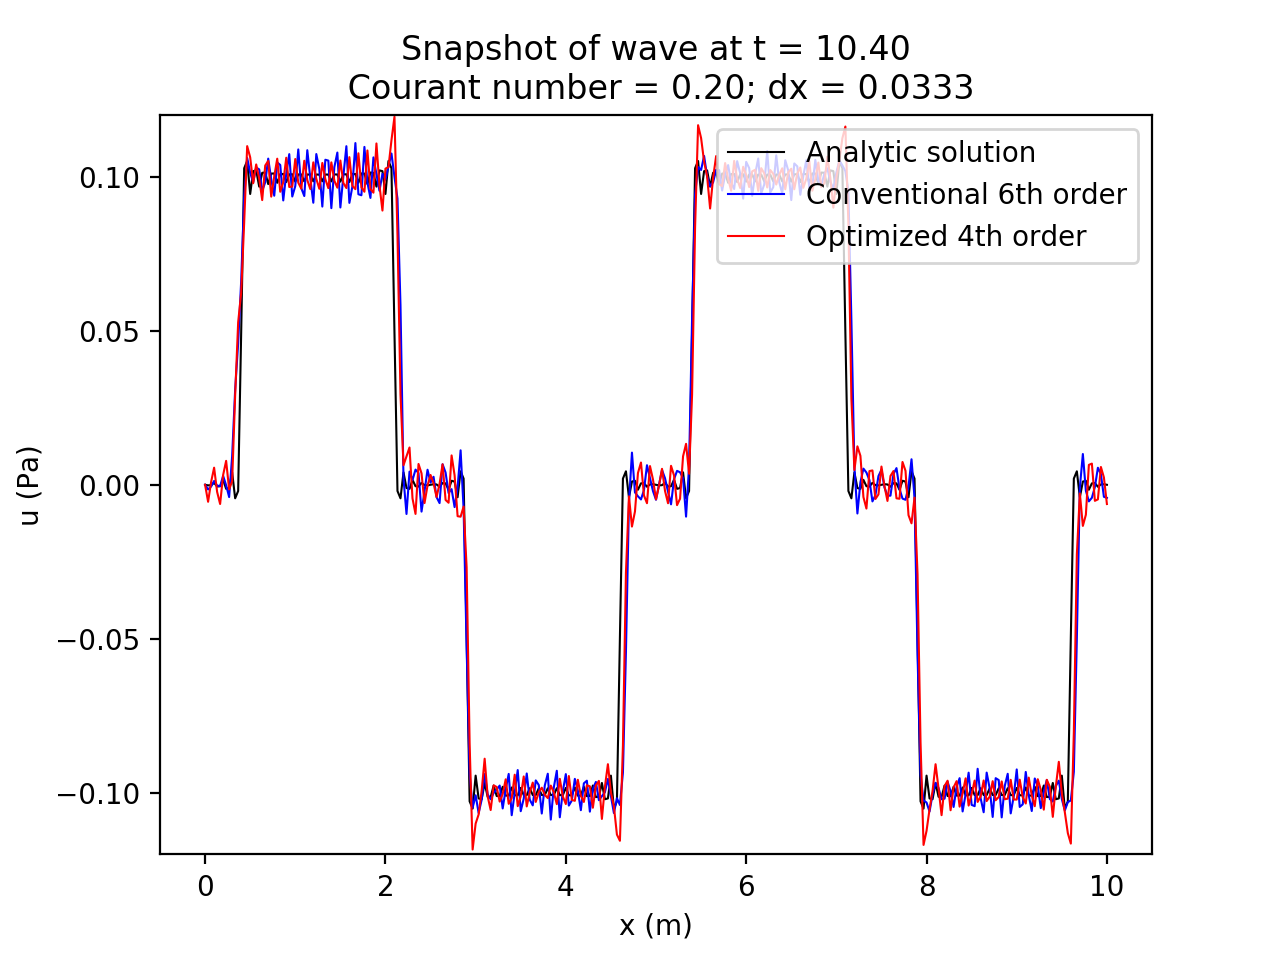 Snapshot of wave at t = 10.40
Courant number = 0.20; dx = 0.0333
Analytic solution
Conventional 6th order
Optimized 4th order
u (Pa)
0.10
0.05
0.00
−0.05
−0.10
0 2 4 6 8 10
x (m)